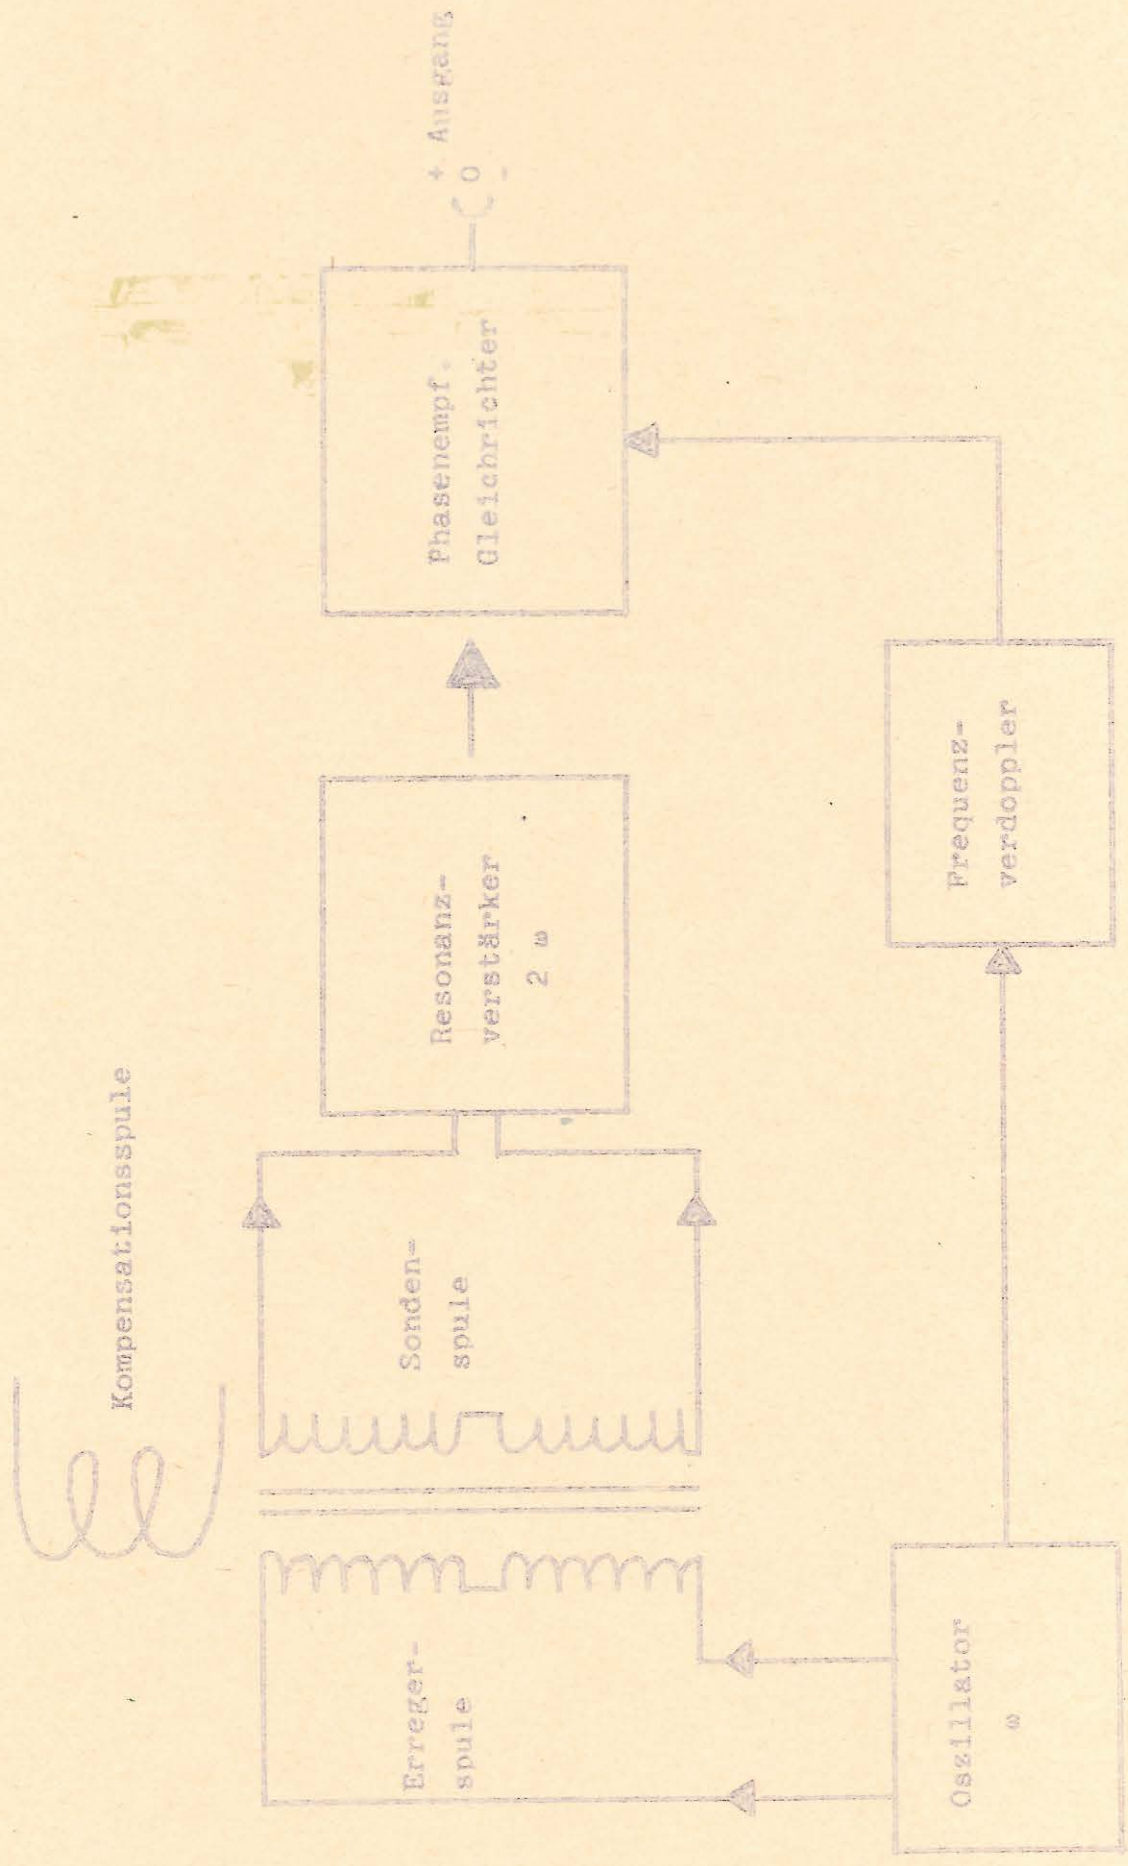 Kompensationsspule
Erreger-
spule
Sonden-
spule
Resonanz-
verstärker
2 ω
Phasenempf.
Gleichrichter
+ Ausgang
0
-
Oszillator
ω
Frequenz-
verdoppler